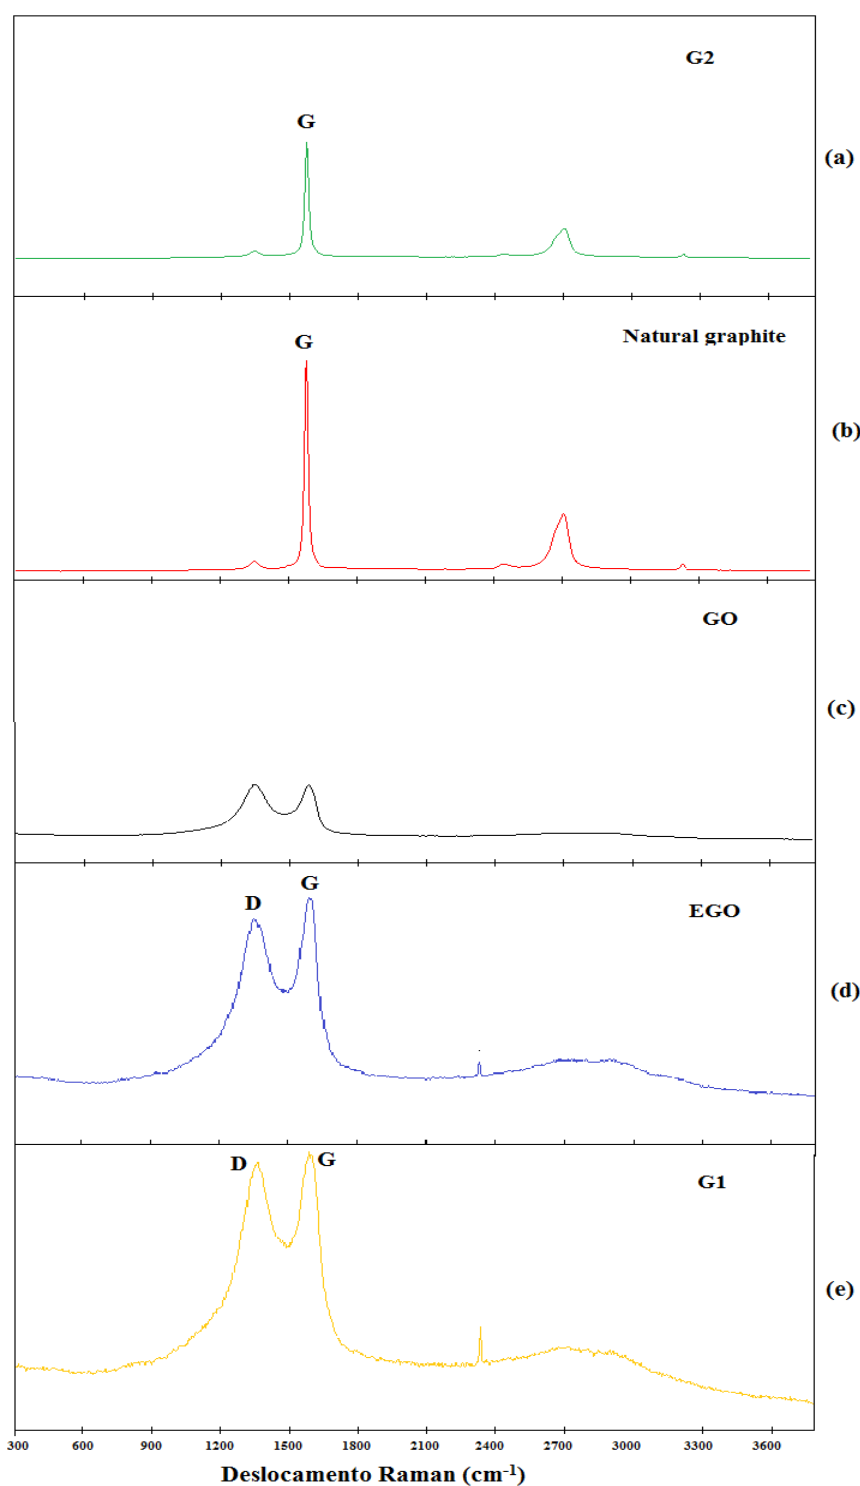 G2
G
(a)
Natural graphite
G
(b)
GO
(c)
G
D
EGO
(d)
D
G
G1
(e)
300 600 900 1200 1500 1800 2100 2400 2700 3000 3300 3600
Deslocamento Raman (cm⁻¹)